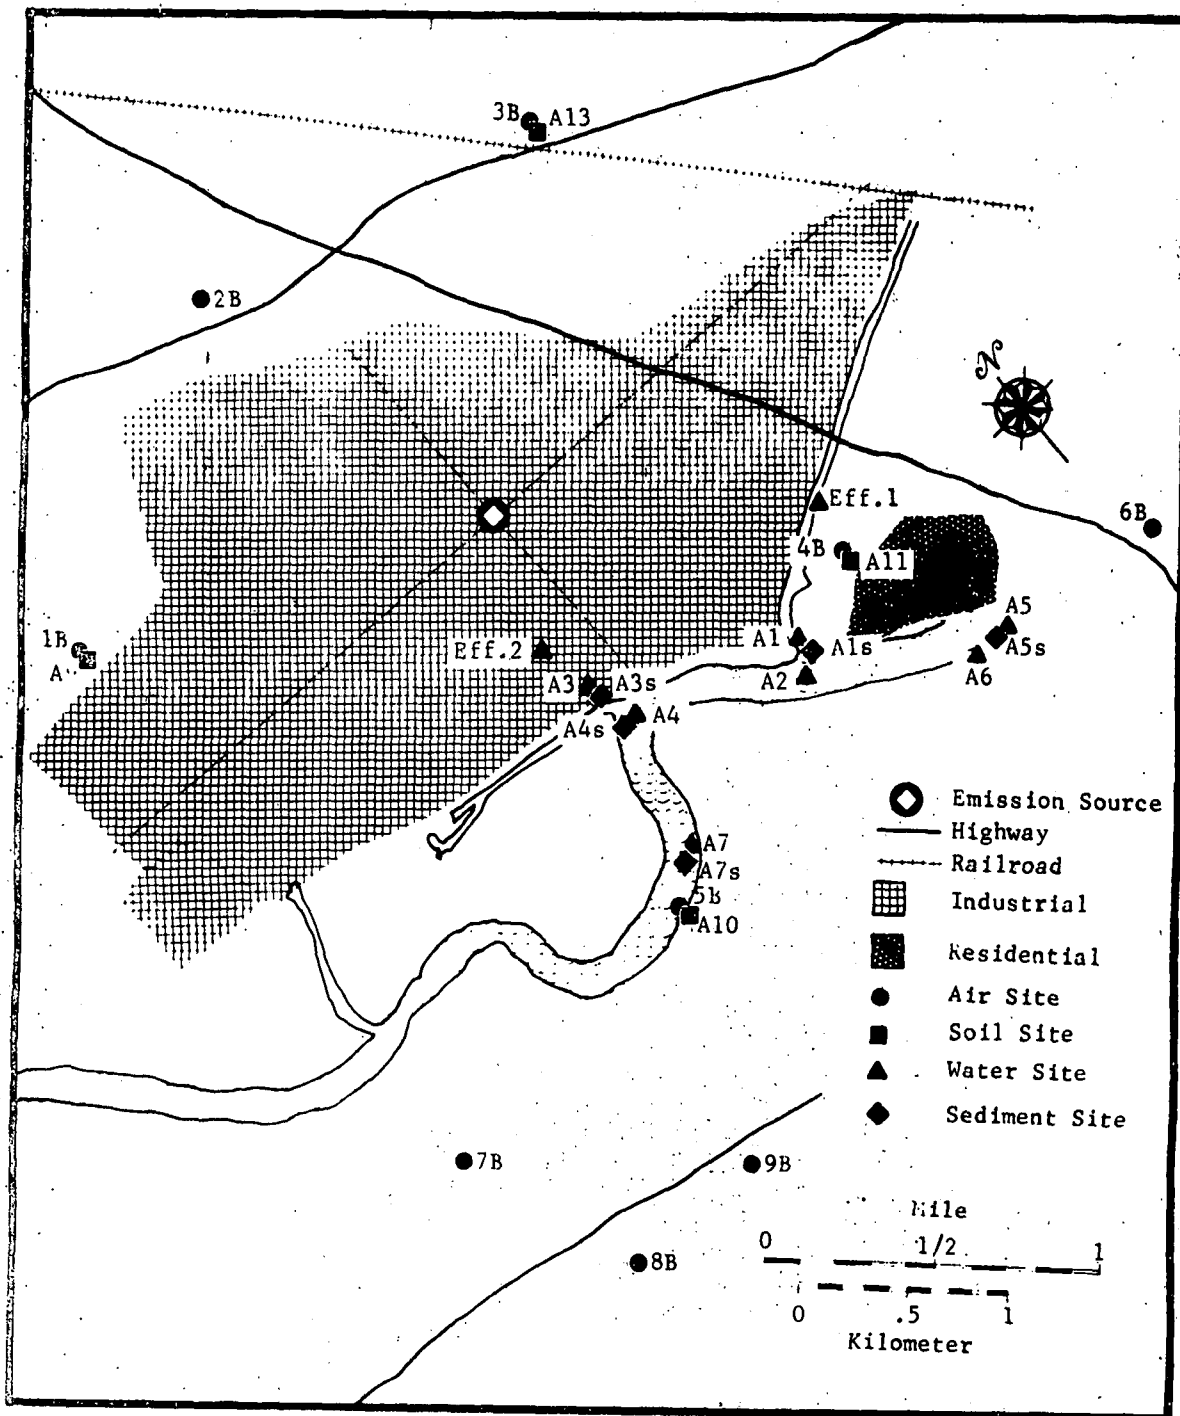 3B A13
2B
N
Eff.1
6B
4B A11
A5
1B
A
Eff.2
A1 A1s
A5s
A2
A6
A3 A3s
A4
A4s
A7
A7s
5B
A10
Emission Source
Highway
Railroad
Industrial
Residential
Air Site
Soil Site
Water Site
Sediment Site
7B
9B
8B
Mile
0 1/2 1
0 .5 1
Kilometer